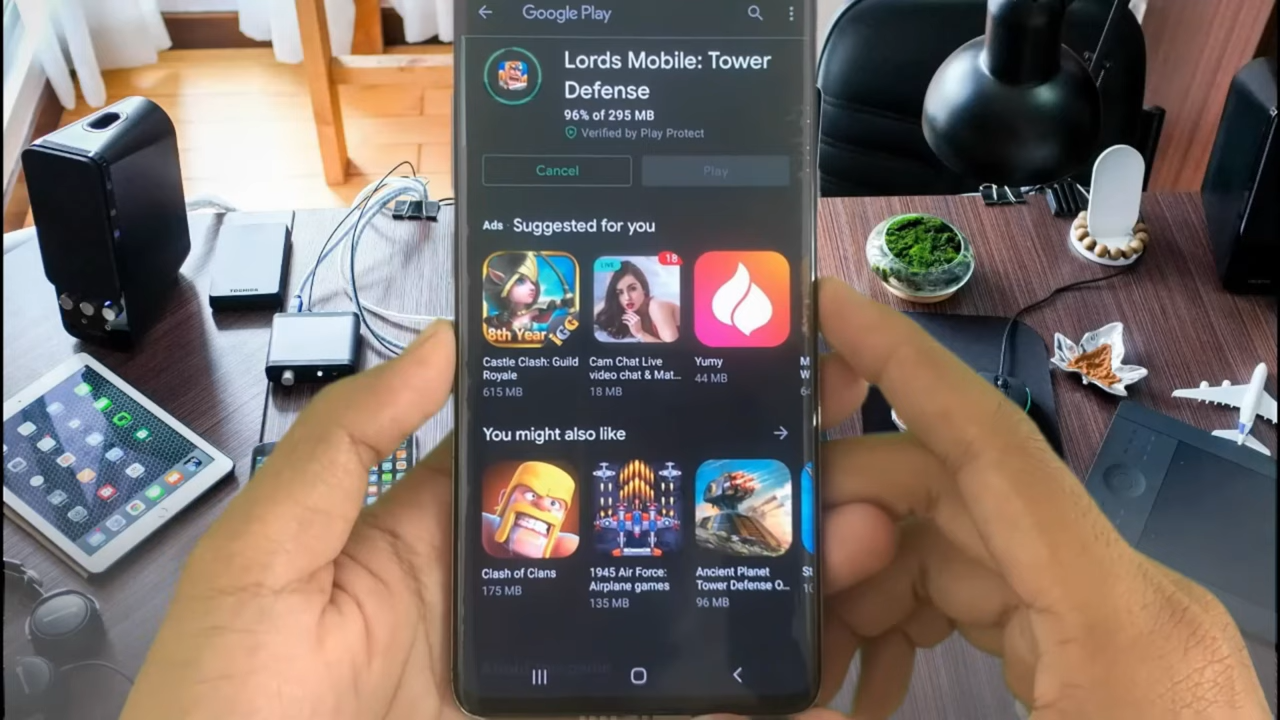 Google Play
Lords Mobile: Tower
Defense
96% of 295 MB
Verified by Play Protect
Cancel
Play
Ads · Suggested for you
LIVE
18
8th Year
IGG
Castle Clash: Guild
Royale
615 MB
Cam Chat Live
video chat & Mat...
18 MB
Yumy
44 MB
You might also like
Clash of Clans
175 MB
1945 Air Force:
Airplane games
135 MB
Ancient Planet
Tower Defense O...
96 MB
TOSHIBA